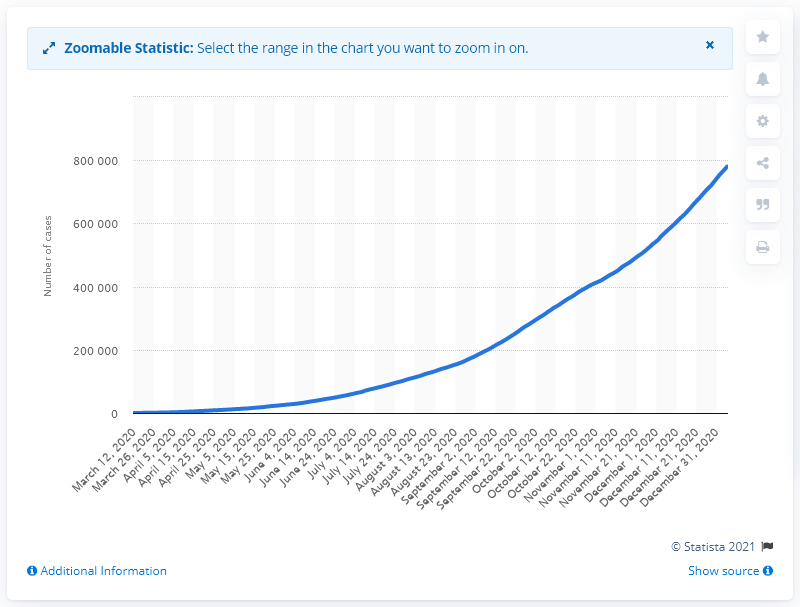 Zoomable Statistic: Select the range in the chart you want to zoom in on.
Number of cases
800 000
600 000
400 000
200 000
0
March 12, 2020
March 26, 2020
April 5, 2020
April 15, 2020
April 25, 2020
May 5, 2020
May 15, 2020
May 25, 2020
June 4, 2020
June 14, 2020
June 24, 2020
July 4, 2020
July 14, 2020
July 24, 2020
August 3, 2020
August 13, 2020
August 23, 2020
September 2, 2020
September 12, 2020
September 22, 2020
October 2, 2020
October 12, 2020
October 22, 2020
November 1, 2020
November 11, 2020
November 21, 2020
December 1, 2020
December 11, 2020
December 21, 2020
December 31, 2020
© Statista 2021
Additional Information
Show source